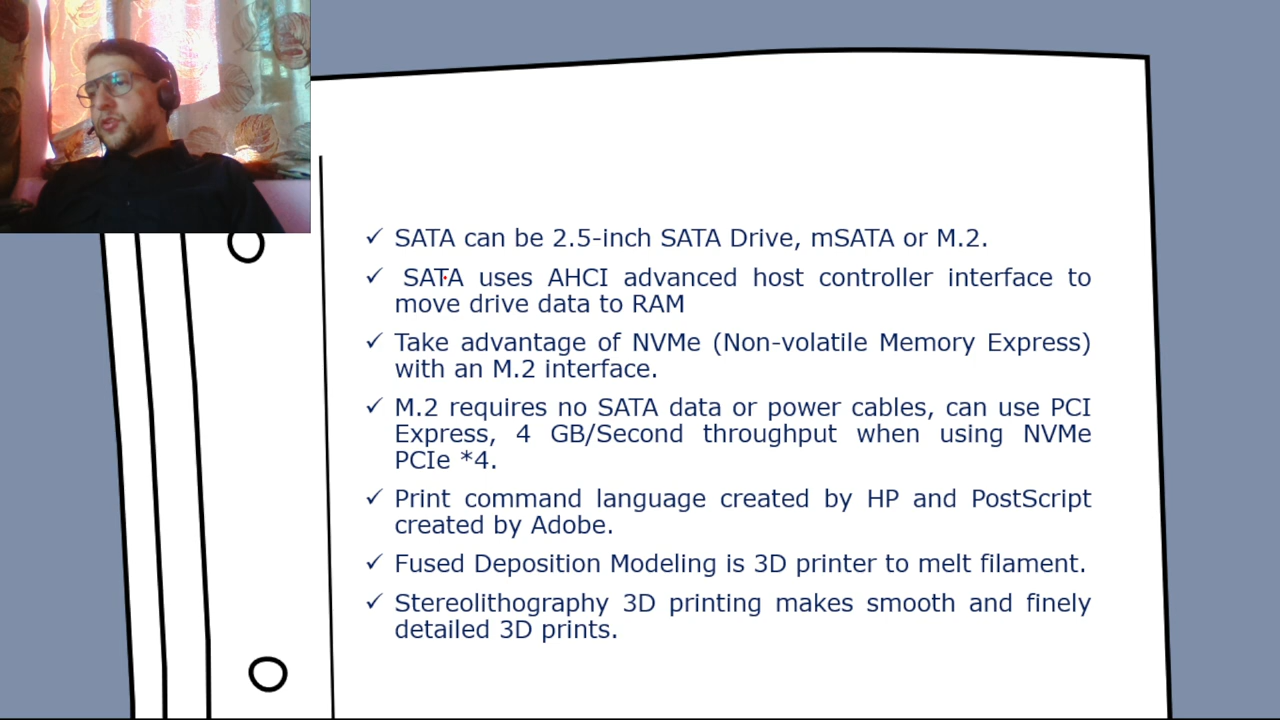 ✓ SATA can be 2.5-inch SATA Drive, mSATA or M.2.
✓ SATA uses AHCI advanced host controller interface to
move drive data to RAM
✓ Take advantage of NVMe (Non-volatile Memory Express)
with an M.2 interface.
✓ M.2 requires no SATA data or power cables, can use PCI
Express, 4 GB/Second throughput when using NVMe
PCIe *4.
✓ Print command language created by HP and PostScript
created by Adobe.
✓ Fused Deposition Modeling is 3D printer to melt filament.
✓ Stereolithography 3D printing makes smooth and finely
detailed 3D prints.